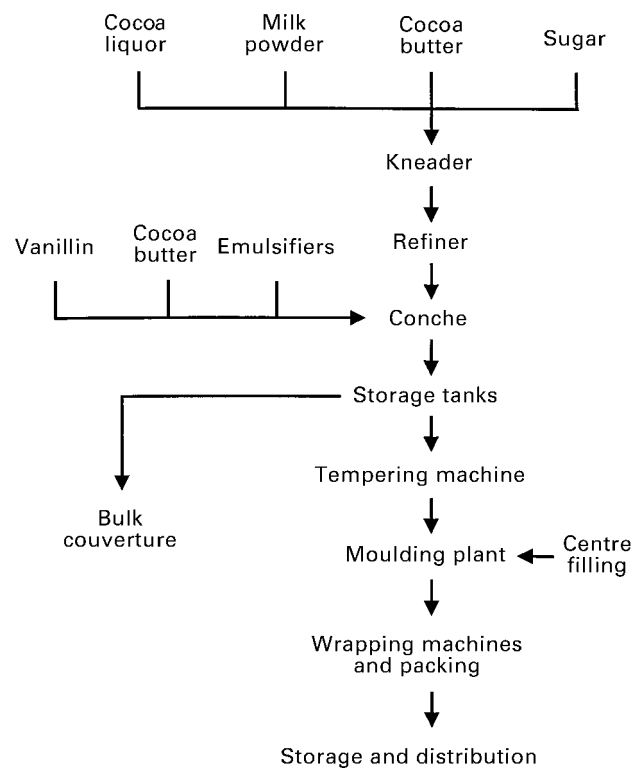 Cocoa
liquor
Milk
powder
Cocoa
butter
Sugar
Kneader
Refiner
Vanillin
Cocoa
butter
Emulsifiers
Conche
Storage tanks
Tempering machine
Bulk
couverture
Moulding plant
Centre
filling
Wrapping machines
and packing
Storage and distribution